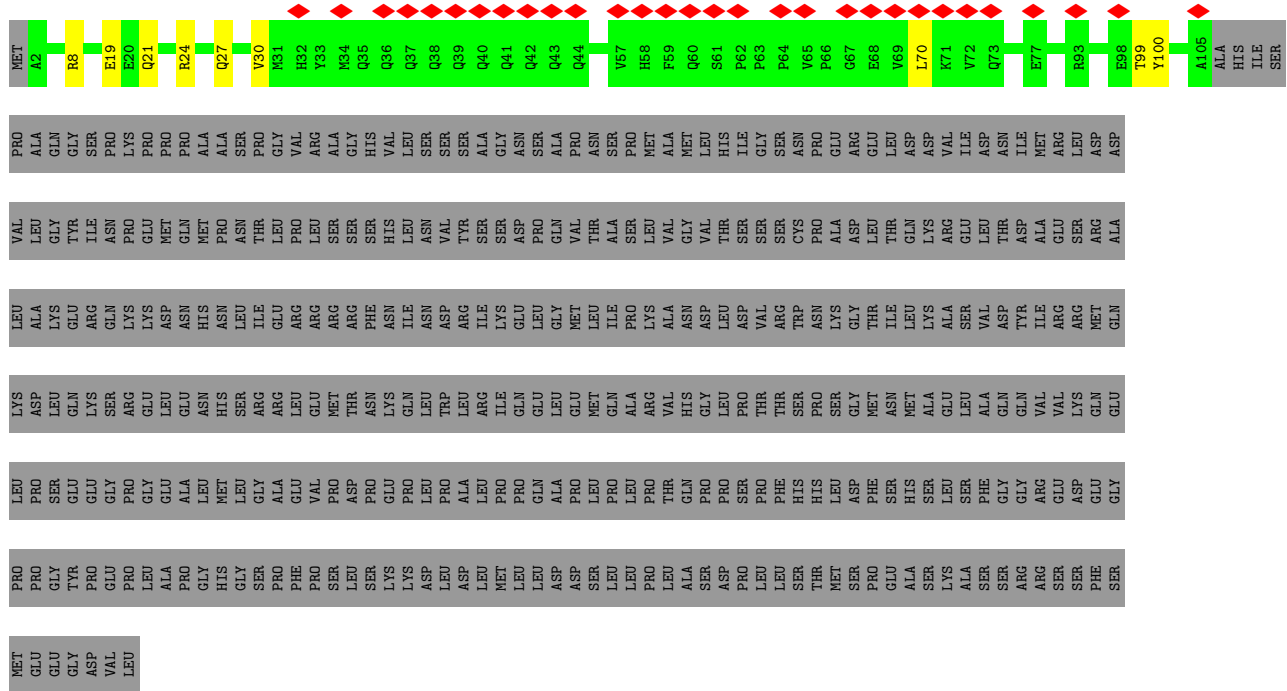 MET A2 R8 E19 E20 Q21 R24 Q27 V30 M31 H32 Y33 M34 Q35 Q36 Q37 Q38 Q39 Q40 Q41 Q42 Q43 Q44 V57 H58 F59 Q60 S61 P62 P63 P64 V65 P66 G67 E68 V69 L70 K71 V72 Q73 E77 R93 E98 T99 Y100 A105 ALA HIS ILE SER
PRO ALA GLN GLY SER PRO LYS PRO PRO PRO ALA ALA SER PRO GLY VAL ARG ALA GLY HIS VAL LEU SER SER SER ALA GLY ASN SER ALA PRO ASN SER PRO MET ALA MET LEU HIS ILE GLY SER ASN PRO GLU ARG GLU LEU ASP ASP VAL ILE ASP ASN ILE MET ARG LEU ASP ASP
VAL LEU GLY TYR ILE ASN PRO GLU MET GLN MET PRO ASN THR LEU PRO LEU SER SER SER HIS LEU ASN VAL TYR SER SER ASP PRO GLN VAL THR ALA SER LEU VAL GLY VAL THR SER SER SER CYS PRO ALA ASP LEU THR GLN LYS ARG GLU LEU THR ASP ALA GLU SER ARG ALA
LEU ALA LYS GLU ARG GLN LYS LYS ASP ASN HIS ASN LEU ILE GLU ARG ARG ARG ARG PHE ASN ILE ASN ASP ARG ILE LYS GLU LEU GLY MET LEU ILE PRO LYS ALA ASN ASP LEU ASP VAL ARG TRP ASN LYS GLY THR ILE LEU LYS ALA SER VAL ASP TYR ILE ARG ARG MET GLN
LYS ASP LEU GLN LYS SER ARG GLU LEU GLU ASN HIS SER ARG ARG LEU GLU MET THR ASN LYS GLN LEU TRP LEU ARG ILE GLN GLU LEU GLU MET GLN ALA ARG VAL HIS GLY LEU PRO THR THR SER PRO SER GLY MET ASN MET ALA GLU LEU ALA GLN GLN VAL VAL LYS GLN GLU
LEU PRO SER GLU GLU GLY PRO GLY GLU ALA LEU MET LEU GLY ALA GLU VAL PRO ASP PRO GLU PRO LEU PRO ALA LEU PRO PRO GLN ALA PRO LEU PRO LEU PRO THR GLN PRO PRO SER PRO PHE HIS HIS LEU ASP PHE SER HIS SER LEU SER PHE GLY GLY ARG GLU ASP GLU GLY
PRO PRO GLY TYR PRO GLU PRO LEU ALA PRO GLY HIS GLY SER PRO PHE PRO SER LEU SER LYS LYS ASP LEU ASP LEU MET LEU LEU ASP ASP SER LEU LEU PRO LEU ALA SER ASP PRO LEU LEU SER THR MET SER PRO GLU ALA SER LYS ALA SER SER ARG ARG SER SER PHE SER
MET GLU GLU GLY ASP VAL LEU